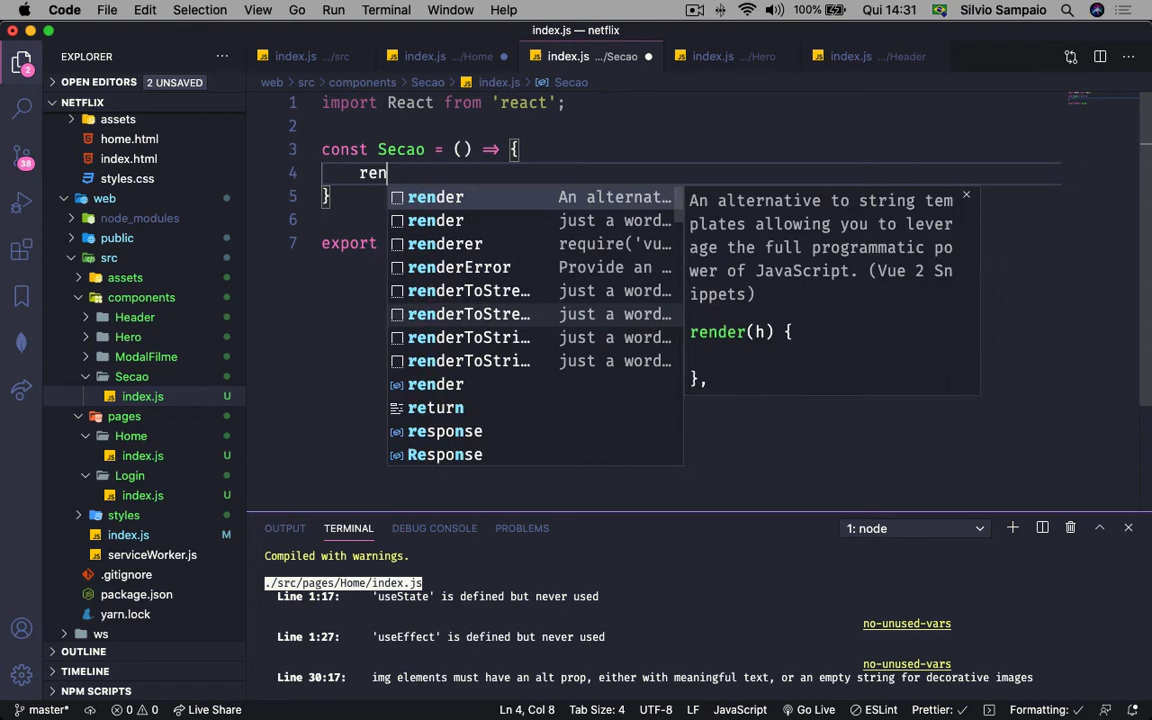 Code File Edit Selection View Go Run Terminal Window Help 100% Qui 14:31 Silvio Sampaio
index.js — netflix
EXPLORER ...
index.js .../src index.js .../Home index.js .../Secao index.js .../Hero index.js .../Header
OPEN EDITORS 2 UNSAVED
web > src > components > Secao > index.js > Secao
NETFLIX
assets
home.html
index.html
styles.css
web
node_modules
public
src
assets
components
Header
Hero
ModalFilme
Secao
index.js U
pages
Home
index.js U
Login
index.js U
styles
index.js M
serviceWorker.js
.gitignore
package.json
yarn.lock
ws
OUTLINE
TIMELINE
NPM SCRIPTS
2
38
1 import React from 'react';
2
3 const Secao = () => {
4 ren
5 }
6
7 export
render An alternat...
render just a word...
renderer require('vu...
renderError Provide an ...
renderToStre... just a word...
renderToStre... just a word...
renderToStri... just a word...
renderToStri... just a word...
render
return
response
Response
An alternative to string tem
plates allowing you to lever
age the full programmatic po
wer of JavaScript. (Vue 2 Sn
ippets)
render(h) {
},
OUTPUT TERMINAL DEBUG CONSOLE PROBLEMS 1: node
Compiled with warnings.
./src/pages/Home/index.js
Line 1:17: 'useState' is defined but never used
no-unused-vars
Line 1:27: 'useEffect' is defined but never used
no-unused-vars
Line 30:17: img elements must have an alt prop, either with meaningful text, or an empty string for decorative images
master* 0 0 Live Share Ln 4, Col 8 Tab Size: 4 UTF-8 LF JavaScript Go Live ESLint Prettier: ✓ Formatting: ✓